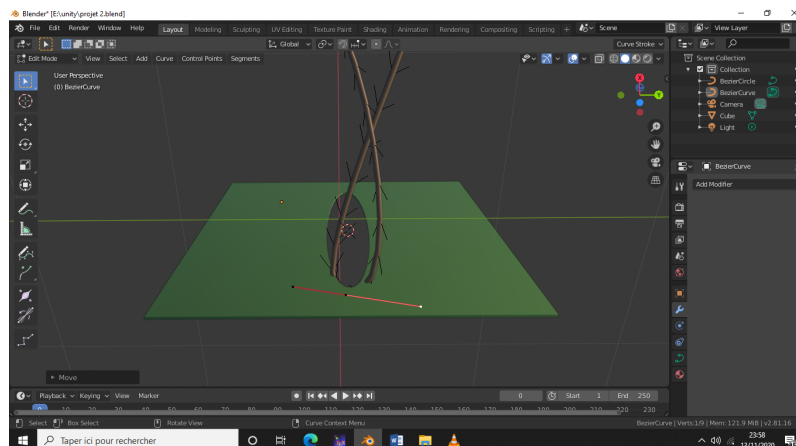 Blender* [E:\unity\projet 2.blend]
File Edit Render Window Help Layout Modeling Sculpting UV Editing Texture Paint Shading Animation Rendering Compositing Scripting + Scene View Layer
Global Curve Stroke
Edit Mode View Select Add Curve Control Points Segments
User Perspective
(0) BezierCurve
Scene Collection
Collection
BezierCircle
BezierCurve
Camera
Cube
Light
BezierCurve
Add Modifier
Move
Playback Keying View Marker 0 Start 1 End 250
0 10 20 30 40 50 60 70 80 90 100 110 120 130 140 150 160 170 180 190 200 210 220 230
Select Box Select Rotate View Curve Context Menu BezierCurve | Verts:1/9 | Mem: 121.9 MiB | v2.81.16
Taper ici pour rechercher
23:58
13/11/2020